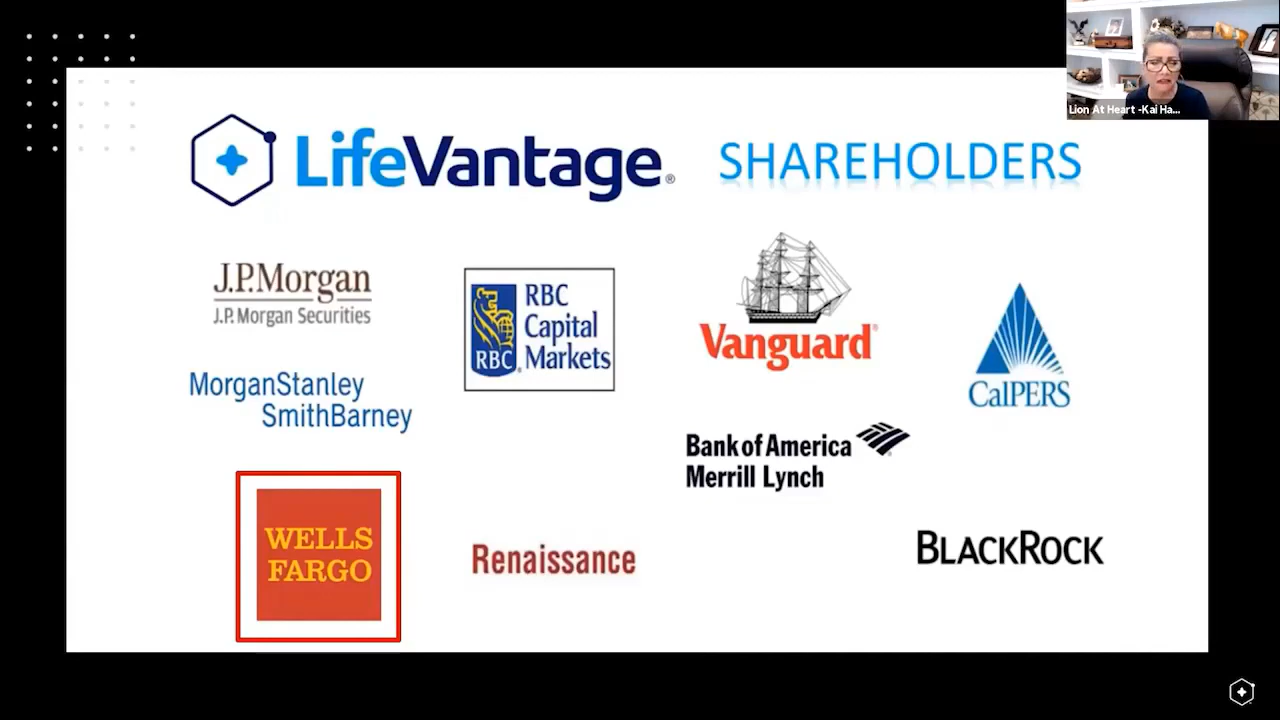 Lion At Heart -Kai Ha...
LifeVantage®
SHAREHOLDERS
J.P.Morgan
J.P. Morgan Securities
RBC
RBC
Capital
Markets
Vanguard®
CalPERS
MorganStanley
SmithBarney
Bank of America
Merrill Lynch
WELLS
FARGO
Renaissance
BLACKROCK